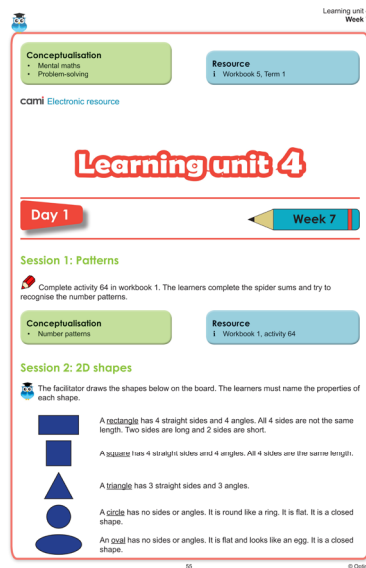 Learning unit
Week
Conceptualisation
• Mental maths
• Problem-solving
Resource
i Workbook 5, Term 1
cami Electronic resource
Learning unit 4
Day 1
Week 7
Session 1: Patterns
Complete activity 64 in workbook 1. The learners complete the spider sums and try to
recognise the number patterns.
Conceptualisation
• Number patterns
Resource
i Workbook 1, activity 64
Session 2: 2D shapes
The facilitator draws the shapes below on the board. The learners must name the properties of
each shape.
A rectangle has 4 straight sides and 4 angles. All 4 sides are not the same
length. Two sides are long and 2 sides are short.
A square has 4 straight sides and 4 angles. All 4 sides are the same length.
A triangle has 3 straight sides and 3 angles.
A circle has no sides or angles. It is round like a ring. It is flat. It is a closed
shape.
An oval has no sides or angles. It is flat and looks like an egg. It is a closed
shape.
55